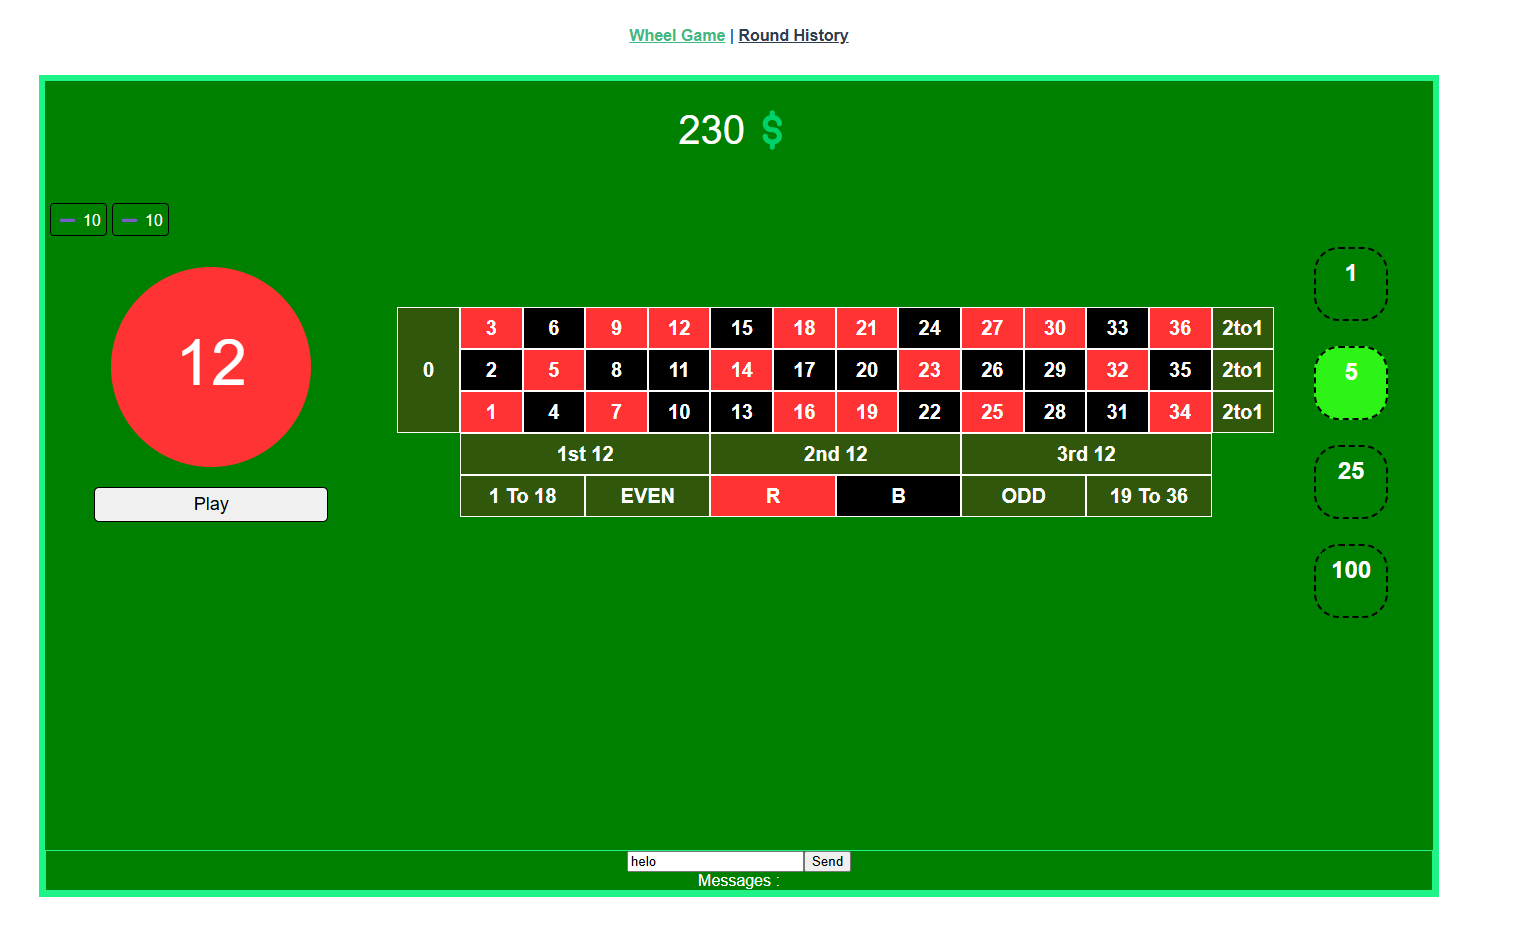 Wheel Game | Round History
230 $
10 10
12
Play
0
3 6 9 12 15 18 21 24 27 30 33 36 2to1
2 5 8 11 14 17 20 23 26 29 32 35 2to1
1 4 7 10 13 16 19 22 25 28 31 34 2to1
1st 12 2nd 12 3rd 12
1 To 18 EVEN R B ODD 19 To 36
1
5
25
100
helo Send
Messages :